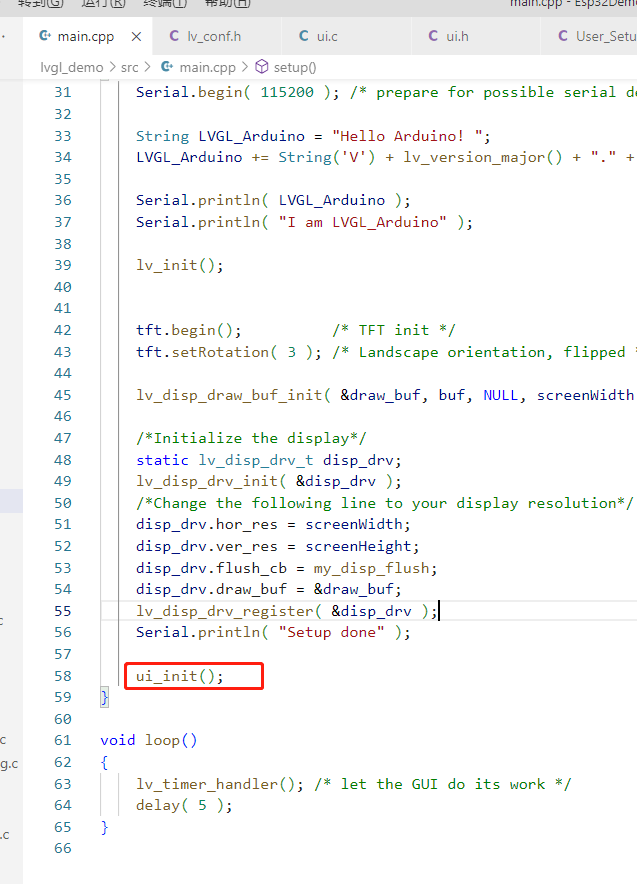 转到(G) 运行(R) 终端(T) 帮助(H) main.cpp - Esp32Demo
main.cpp lv_conf.h ui.c ui.h User_Setu
lvgl_demo > src > main.cpp > setup()
31 Serial.begin( 115200 ); /* prepare for possible serial de
32
33 String LVGL_Arduino = "Hello Arduino! ";
34 LVGL_Arduino += String('V') + lv_version_major() + "." +
35
36 Serial.println( LVGL_Arduino );
37 Serial.println( "I am LVGL_Arduino" );
38
39 lv_init();
40
41
42 tft.begin(); /* TFT init */
43 tft.setRotation( 3 ); /* Landscape orientation, flipped *
44
45 lv_disp_draw_buf_init( &draw_buf, buf, NULL, screenWidth
46
47 /*Initialize the display*/
48 static lv_disp_drv_t disp_drv;
49 lv_disp_drv_init( &disp_drv );
50 /*Change the following line to your display resolution*/
51 disp_drv.hor_res = screenWidth;
52 disp_drv.ver_res = screenHeight;
53 disp_drv.flush_cb = my_disp_flush;
54 disp_drv.draw_buf = &draw_buf;
55 lv_disp_drv_register( &disp_drv );
56 Serial.println( "Setup done" );
57
58 ui_init();
59 }
60
61 void loop()
62 {
63 lv_timer_handler(); /* let the GUI do its work */
64 delay( 5 );
65 }
66
c
c
g.c
.c